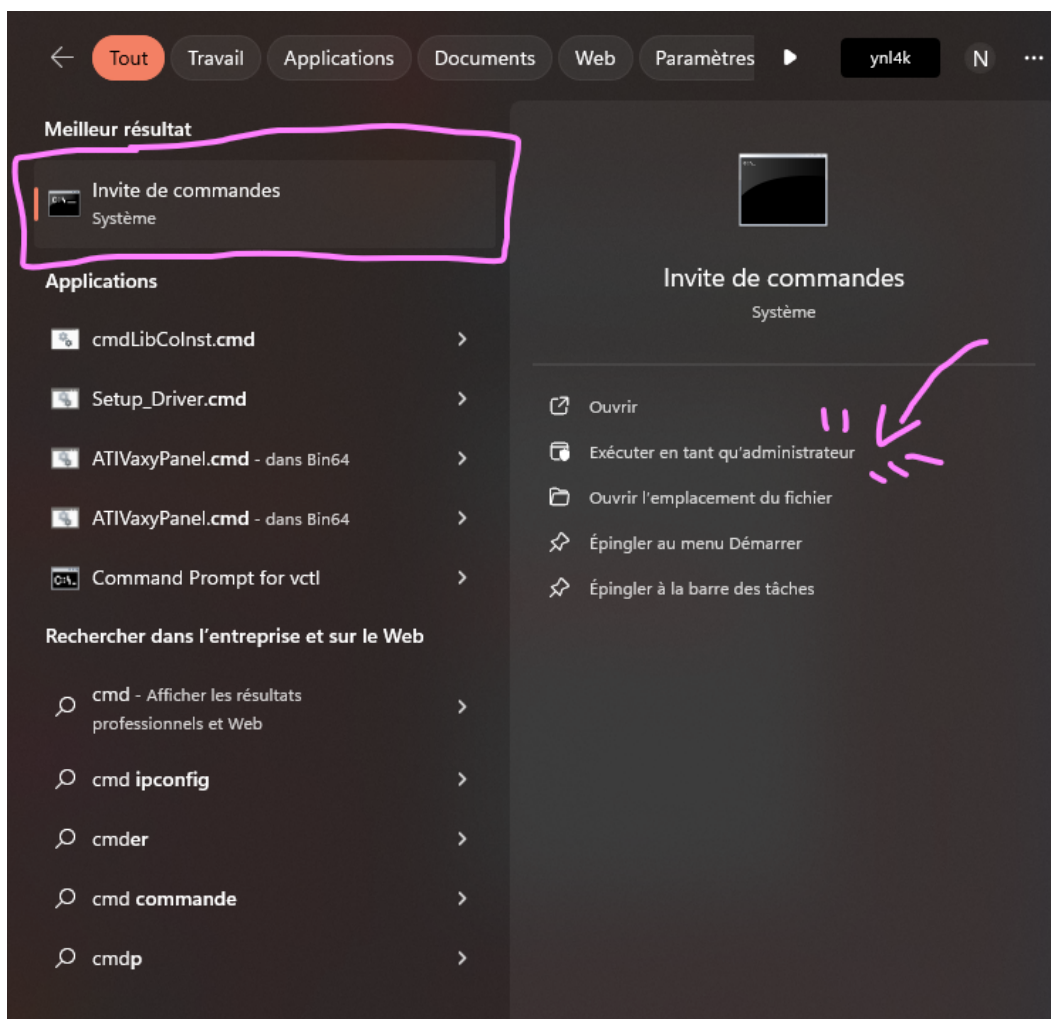 Tout Travail Applications Documents Web Paramètres ynl4k N
Meilleur résultat
Invite de commandes
Système
Applications
cmdLibCoInst.cmd
Setup_Driver.cmd
ATIVaxyPanel.cmd - dans Bin64
ATIVaxyPanel.cmd - dans Bin64
Command Prompt for vctl
Rechercher dans l'entreprise et sur le Web
cmd - Afficher les résultats
professionnels et Web
cmd ipconfig
cmder
cmd commande
cmdp
Invite de commandes
Système
Ouvrir
Exécuter en tant qu'administrateur
Ouvrir l'emplacement du fichier
Épingler au menu Démarrer
Épingler à la barre des tâches